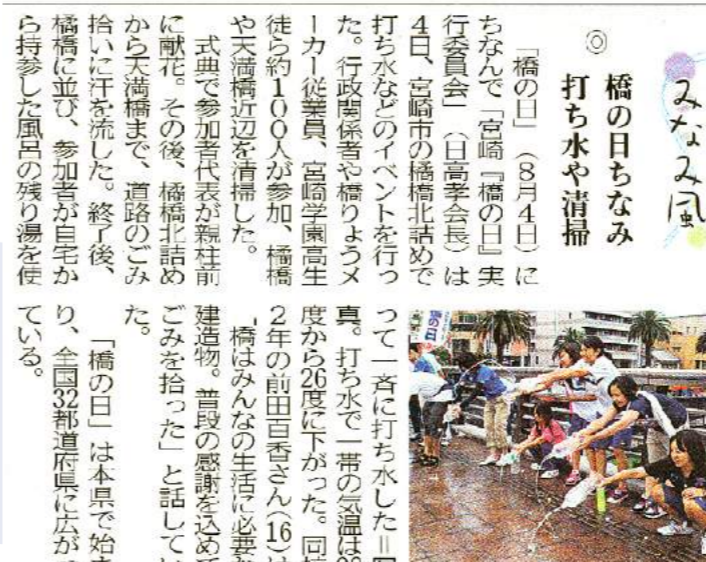 みなみ風
◎
橋の日ちなみ
打ち水や清掃
「橋の日」（8月4日）に
ちなんで「宮崎『橋の日』実
行委員会」（日高孝会長）は
4日、宮崎市の橘橋北詰めで
打ち水などのイベントを行っ
た。行政関係者や橋りょうメ
ーカー従業員、宮崎学園高生
徒ら約100人が参加、橘橋
や天満橋近辺を清掃した。
式典で参加者代表が親柱前
に献花。その後、橘橋北詰め
から天満橋まで、道路のごみ
拾いに汗を流した。終了後、
橘橋に並び、参加者が自宅か
ら持参した風呂の残り湯を使
って一斉に打ち水した＝写
真。打ち水で一帯の気温は
度から26度に下がった。同
2年の前田百香さん(16)は
「橋はみんなの生活に必要な
建造物。普段の感謝を込めて
ごみを拾った」と話してい
た。
「橋の日」は本県で始ま
り、全国32都道府県に広がっ
ている。